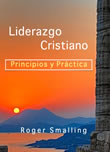 Liderazgo
Cristiano
Principios y Práctica
Roger Smalling